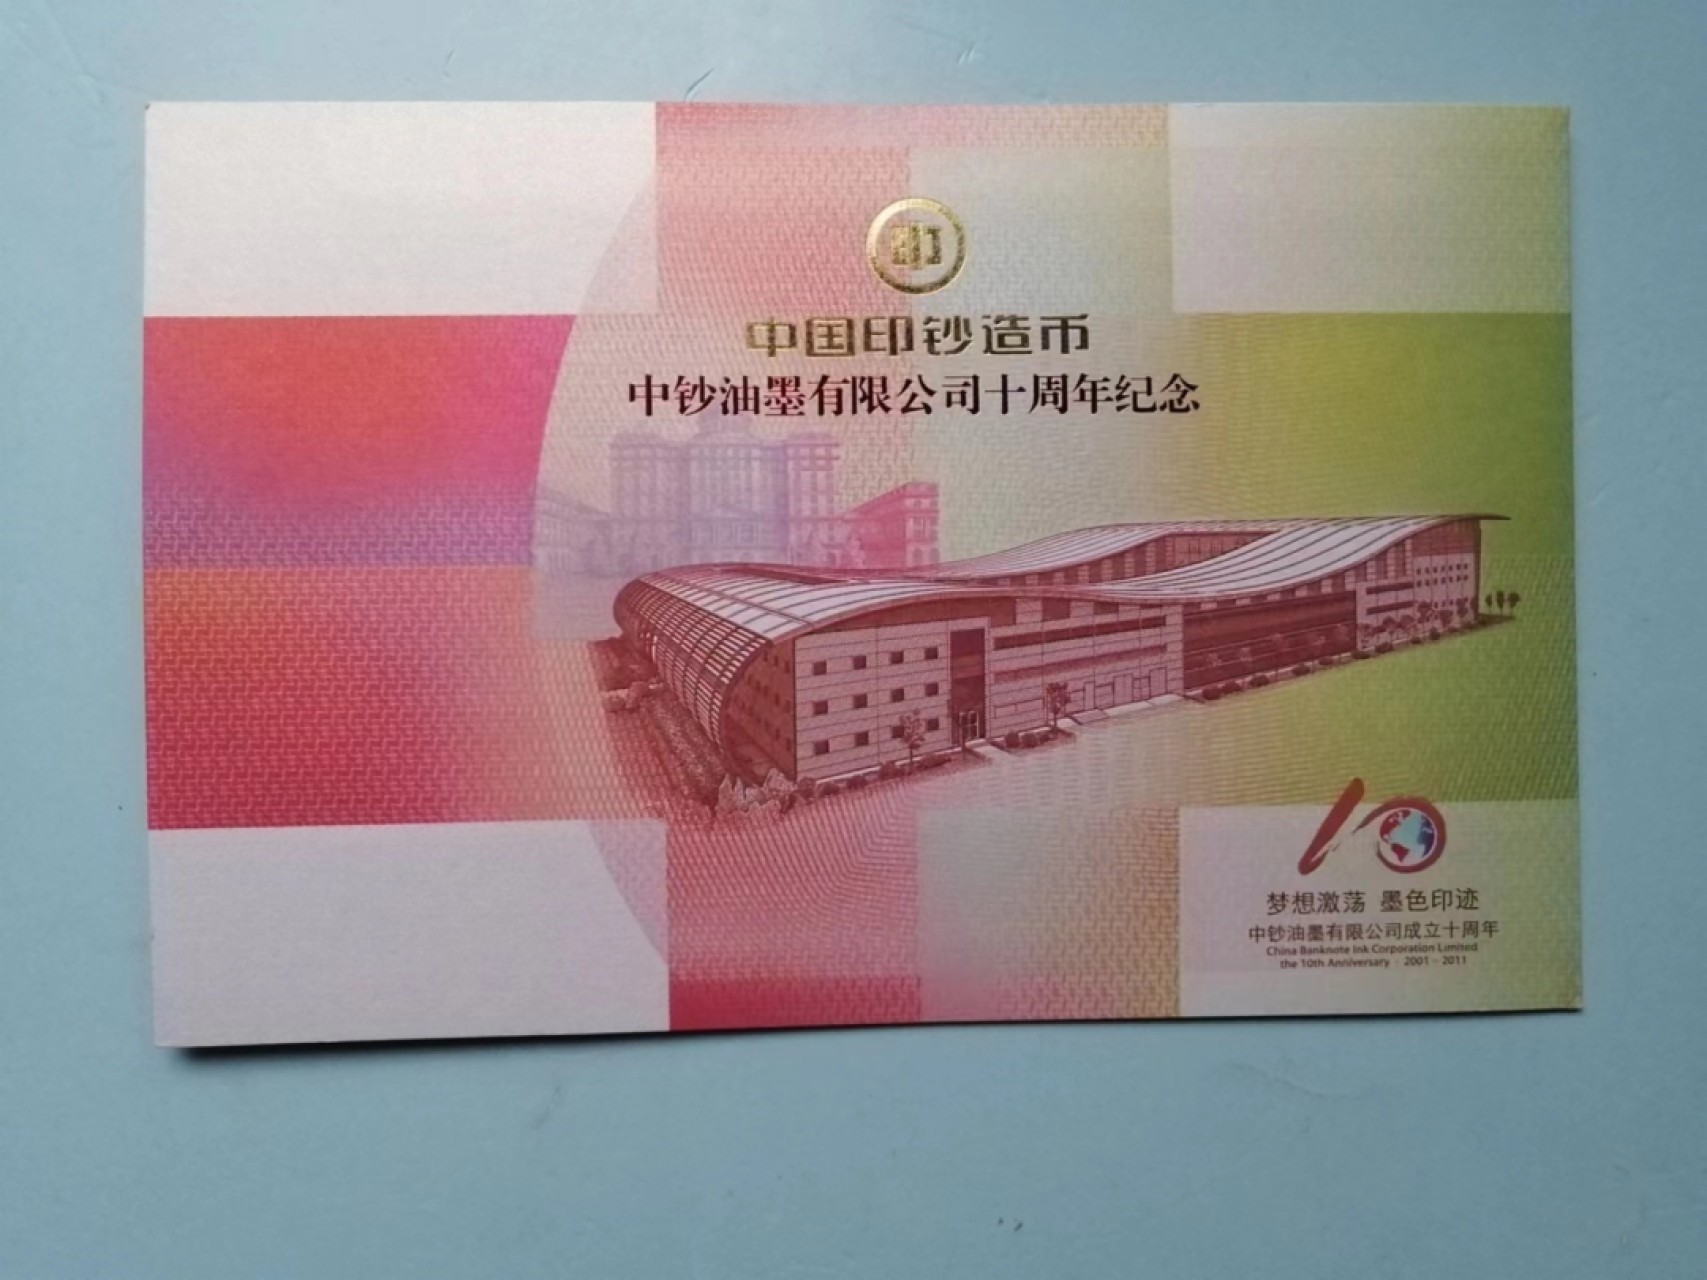 中国印钞造币
中钞油墨有限公司十周年纪念
10
梦想激荡 墨色印迹
中钞油墨有限公司成立十周年
China Banknote Ink Corporation Limited
the 10th Anniversary · 2001 - 2011